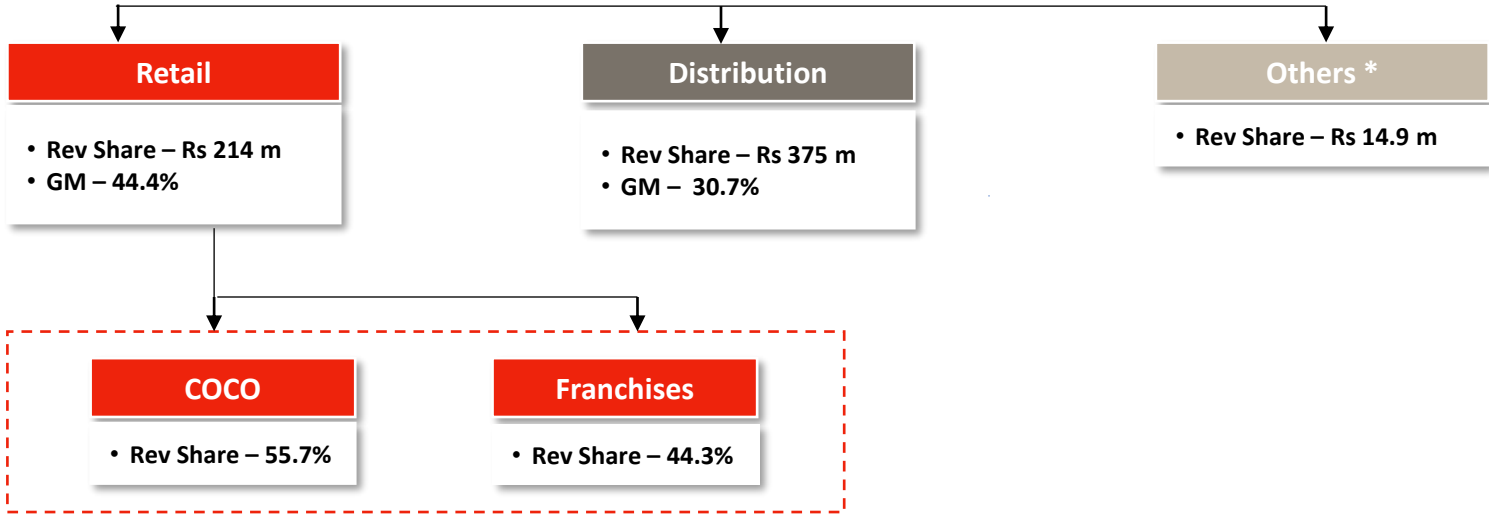 Retail
• Rev Share – Rs 214 m
• GM – 44.4%
Distribution
• Rev Share – Rs 375 m
• GM –  30.7%
Others *
• Rev Share – Rs 14.9 m
COCO
• Rev Share – 55.7%
Franchises
• Rev Share – 44.3%